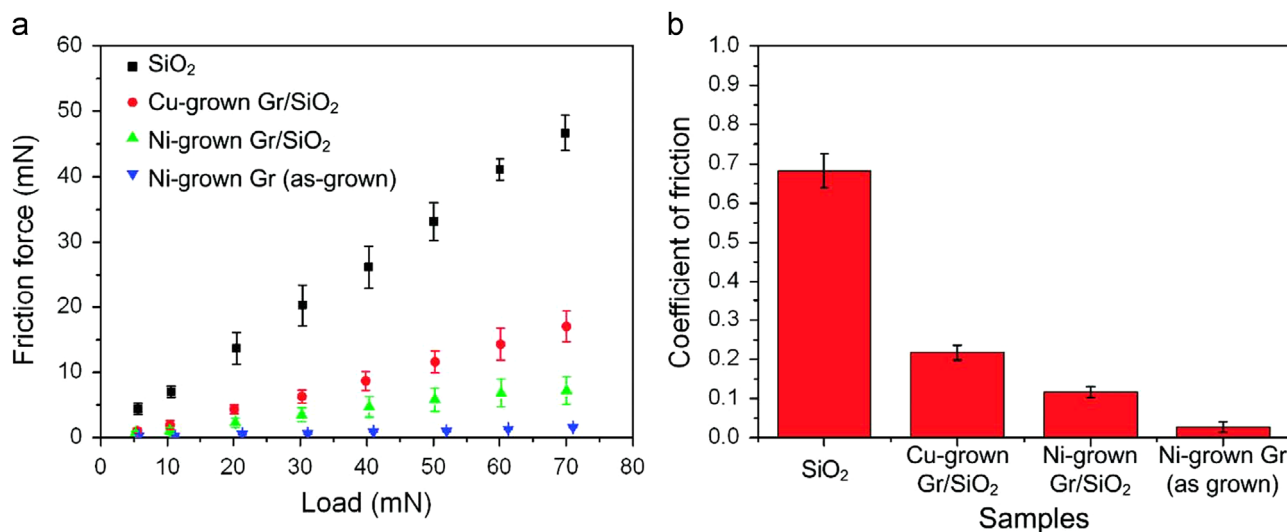 a
60
50
40
30
20
10
0
Friction force (mN)
SiO₂
Cu-grown Gr/SiO₂
Ni-grown Gr/SiO₂
Ni-grown Gr (as-grown)
0 10 20 30 40 50 60 70 80
Load (mN)
b
1.0
0.9
0.8
0.7
0.6
0.5
0.4
0.3
0.2
0.1
0.0
Coefficient of friction
SiO₂
Cu-grown
Gr/SiO₂
Ni-grown
Gr/SiO₂
Ni-grown Gr
(as grown)
Samples